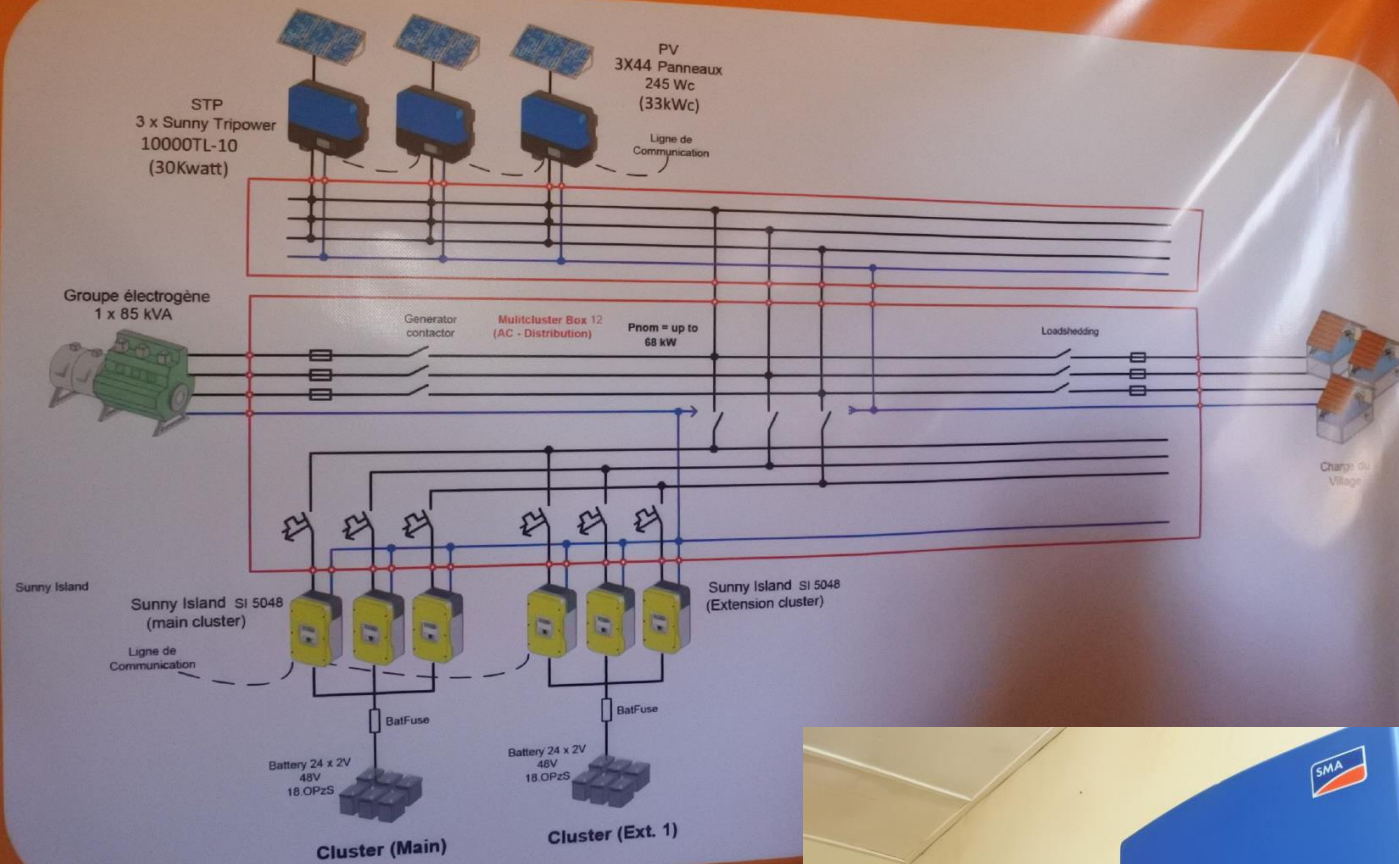 PV
3X44 Panneaux
245 Wc
(33kWc)
STP
3 x Sunny Tripower
10000TL-10
(30Kwatt)
Ligne de
Communication
Groupe électrogène
1 x 85 kVA
Generator
contactor
Mulitcluster Box 12
(AC - Distribution)
Pnom = up to
68 kW
Loadshedding
Charge du
Village
Sunny Island
Sunny Island SI 5048
(main cluster)
Sunny Island SI 5048
(Extension cluster)
Ligne de
Communication
BatFuse
BatFuse
Battery 24 x 2V
48V
18.OPzS
Battery 24 x 2V
48V
18.OPzS
Cluster (Main)
Cluster (Ext. 1)
SMA